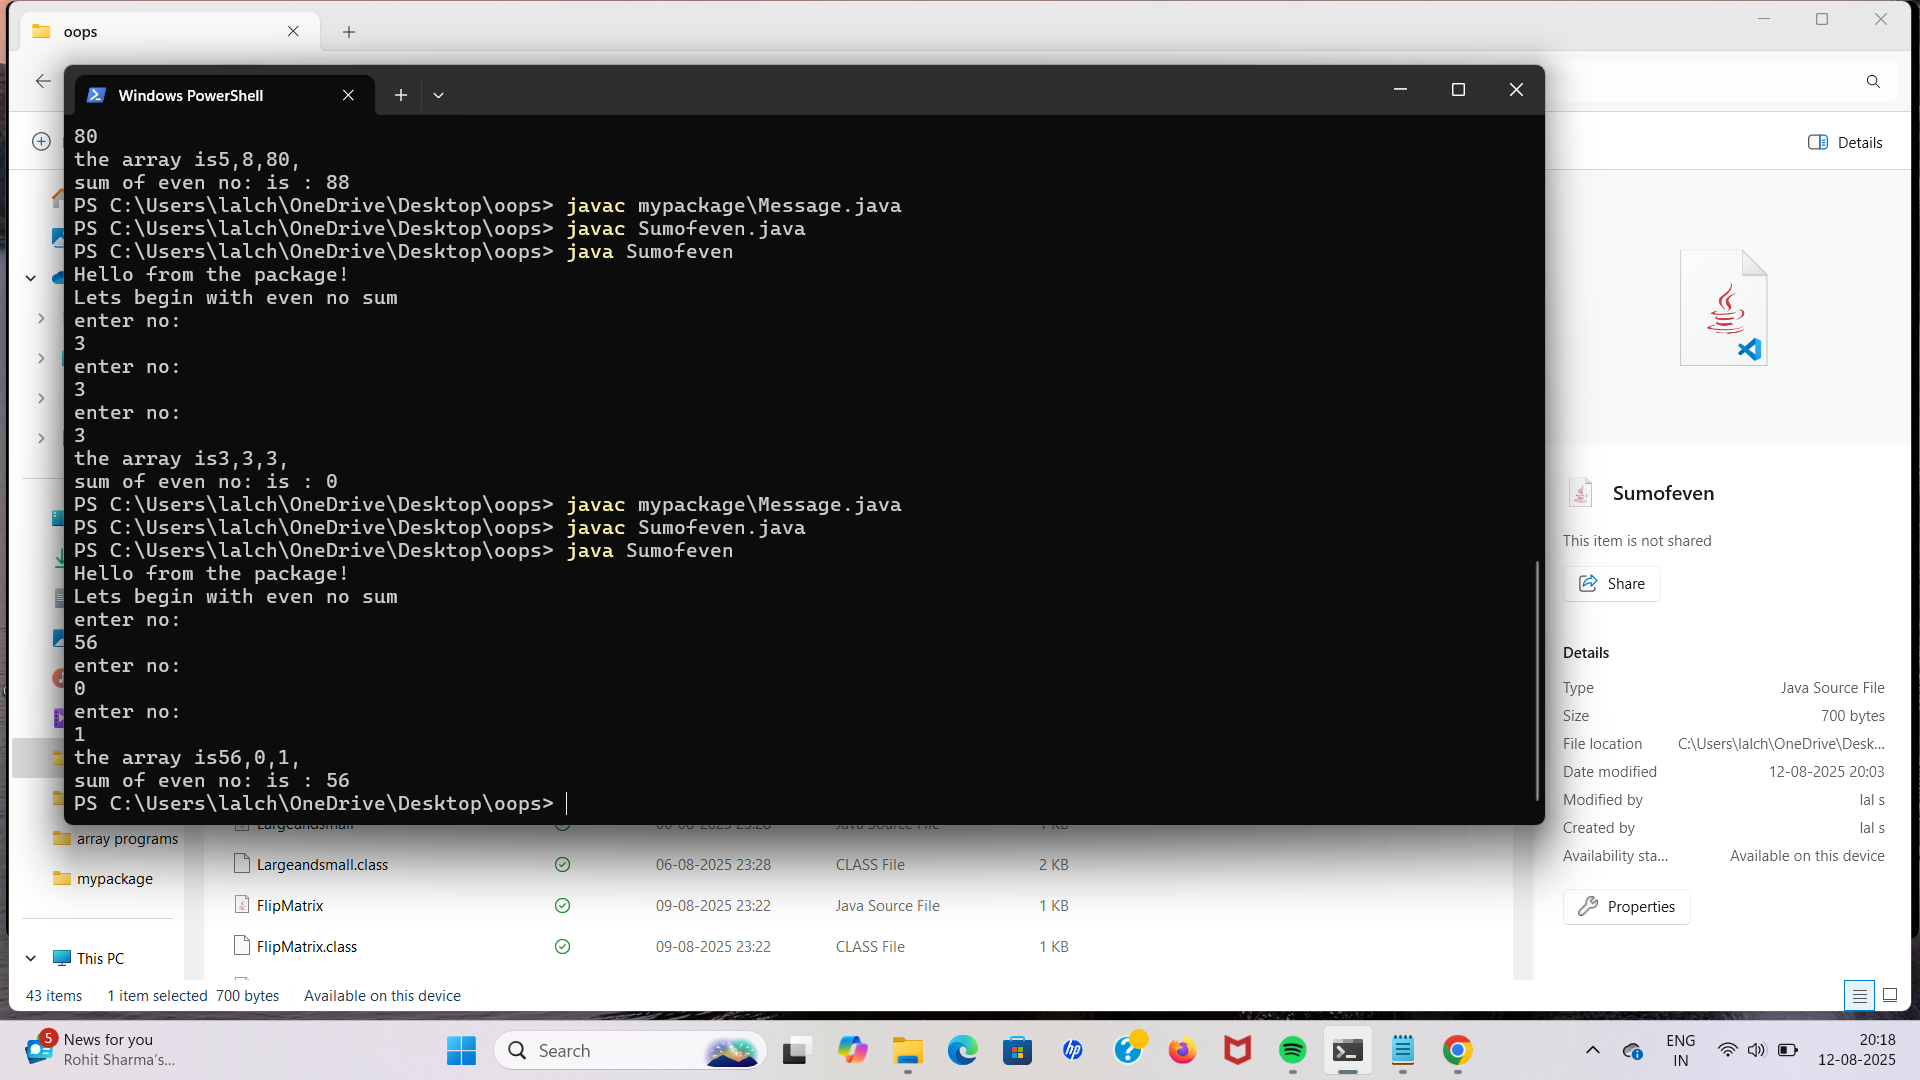 oops
Windows PowerShell
Details
80
the array is5,8,80,
sum of even no: is : 88
PS C:\Users\lalch\OneDrive\Desktop\oops> javac mypackage\Message.java
PS C:\Users\lalch\OneDrive\Desktop\oops> javac Sumofeven.java
PS C:\Users\lalch\OneDrive\Desktop\oops> java Sumofeven
Hello from the package!
Lets begin with even no sum
enter no:
3
enter no:
3
enter no:
3
the array is3,3,3,
sum of even no: is : 0
PS C:\Users\lalch\OneDrive\Desktop\oops> javac mypackage\Message.java
PS C:\Users\lalch\OneDrive\Desktop\oops> javac Sumofeven.java
PS C:\Users\lalch\OneDrive\Desktop\oops> java Sumofeven
Hello from the package!
Lets begin with even no sum
enter no:
56
enter no:
0
enter no:
1
the array is56,0,1,
sum of even no: is : 56
PS C:\Users\lalch\OneDrive\Desktop\oops>
Sumofeven
This item is not shared
Share
Details
Type Java Source File
Size 700 bytes
File location C:\Users\lalch\OneDrive\Desk...
Date modified 12-08-2025 20:03
Modified by lal s
Created by lal s
Availability sta... Available on this device
Properties
array programs
mypackage
This PC
Largeandsmall
Largeandsmall.class 06-08-2025 23:28 CLASS File 2 KB
FlipMatrix 09-08-2025 23:22 Java Source File 1 KB
FlipMatrix.class 09-08-2025 23:22 CLASS File 1 KB
43 items 1 item selected 700 bytes Available on this device
5
News for you
Rohit Sharma's...
Search
hp
ENG
IN
20:18
12-08-2025